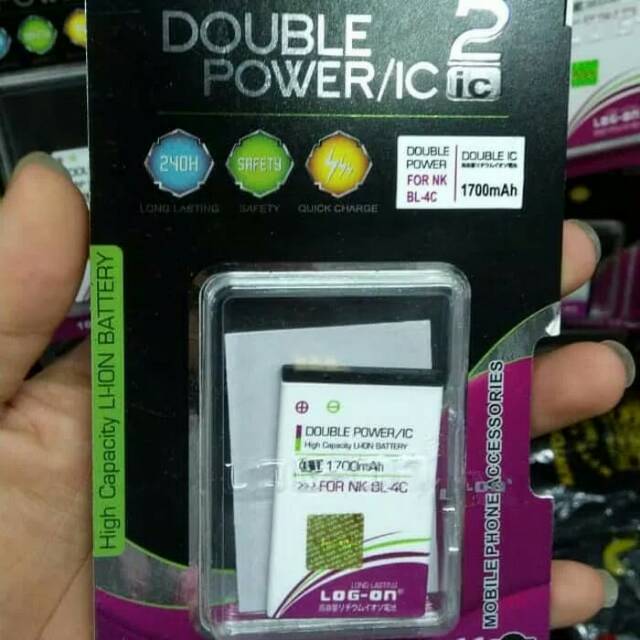 DOUBLE
POWER/IC
2
ic
240H
SAFETY
LONG LASTING
SAFETY
QUICK CHARGE
DOUBLE
POWER
FOR NK
BL-4C
DOUBLE IC
1700mAh
High Capacity LI-ION BATTERY
DOUBLE POWER/IC
High Capacity LI-ION BATTERY
1700mAh
>>> FOR NK BL-4C
LONG LASTING
LOG-ON®
MOBILE PHONE ACCESSORIES
LOG-ON